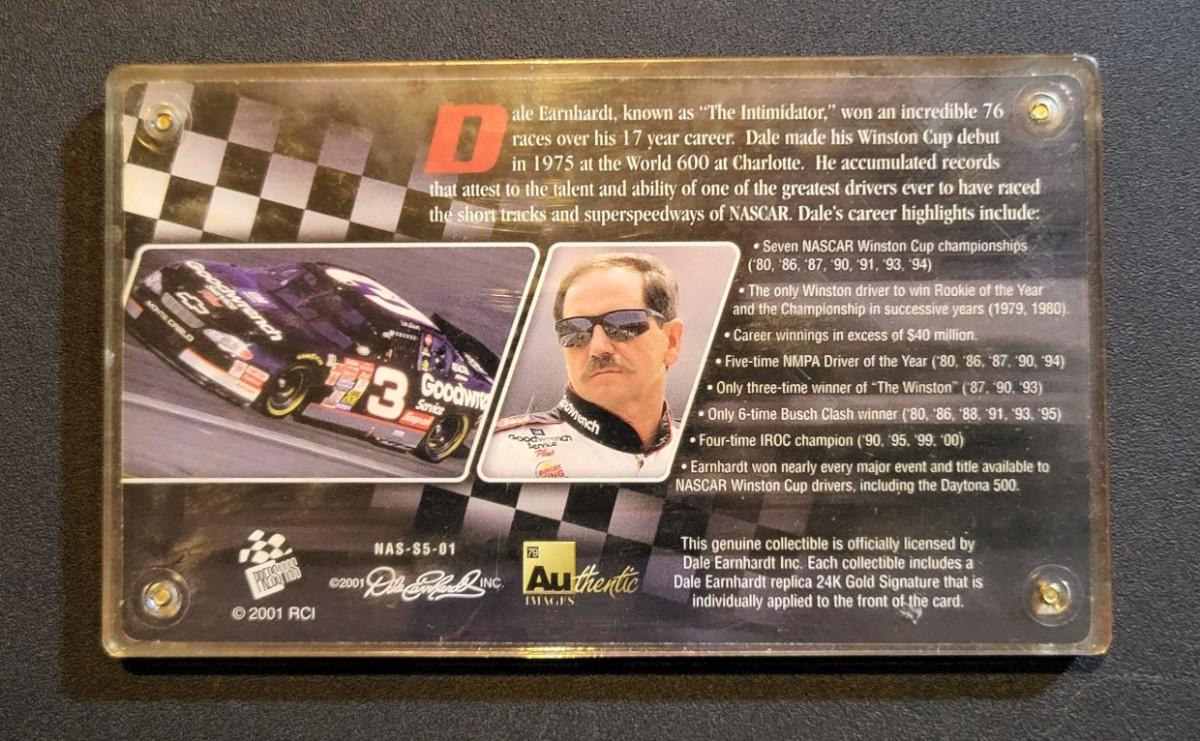 Dale Earnhardt, known as "The Intimidator," won an incredible 76
races over his 17 year career. Dale made his Winston Cup debut
in 1975 at the World 600 at Charlotte. He accumulated records
that attest to the talent and ability of one of the greatest drivers ever to have raced
the short tracks and superspeedways of NASCAR. Dale's career highlights include:
• Seven NASCAR Winston Cup championships
('80, '86, '87, '90, '91, '93, '94)
• The only Winston driver to win Rookie of the Year
and the Championship in successive years (1979, 1980).
• Career winnings in excess of $40 million.
• Five-time NMPA Driver of the Year ('80, '86, '87, '90, '94)
• Only three-time winner of "The Winston" ('87, '90, '93)
• Only 6-time Busch Clash winner ('80, '86, '88, '91, '93, '95)
• Four-time IROC champion ('90, '95, '99, '00)
• Earnhardt won nearly every major event and title available to
NASCAR Winston Cup drivers, including the Daytona 500.
Goodwrench
MONTE CARLO
3
Goodwrench
Service
Goodwrench
Goodwrench
Service
Plus
BURGER
KING
© 2001 RCI
NAS-S5-01
©2001 Dale Earnhardt INC.
79
Authentic
IMAGES
This genuine collectible is officially licensed by
Dale Earnhardt Inc. Each collectible includes a
Dale Earnhardt replica 24K Gold Signature that is
individually applied to the front of the card.